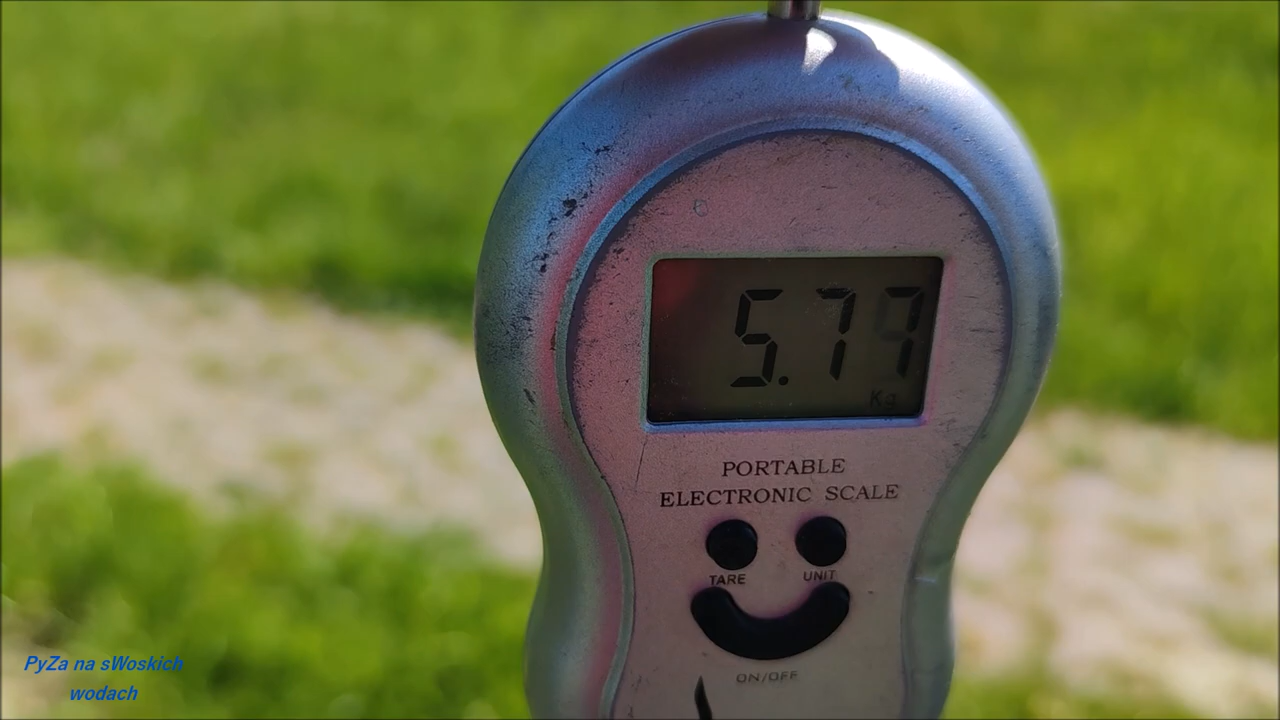 5.77
Kg
PORTABLE
ELECTRONIC SCALE
TARE UNIT
ON/OFF
PyZa na sWoskich
wodach